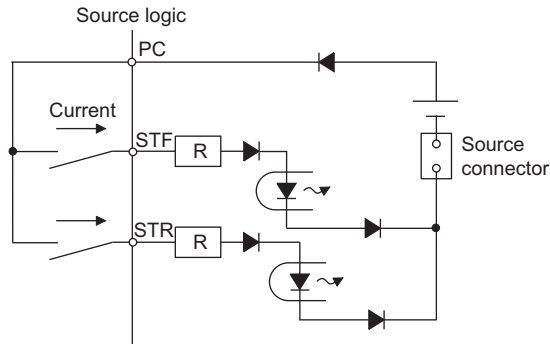 Source logic
PC
Current
STF
R
Source
connector
STR
R